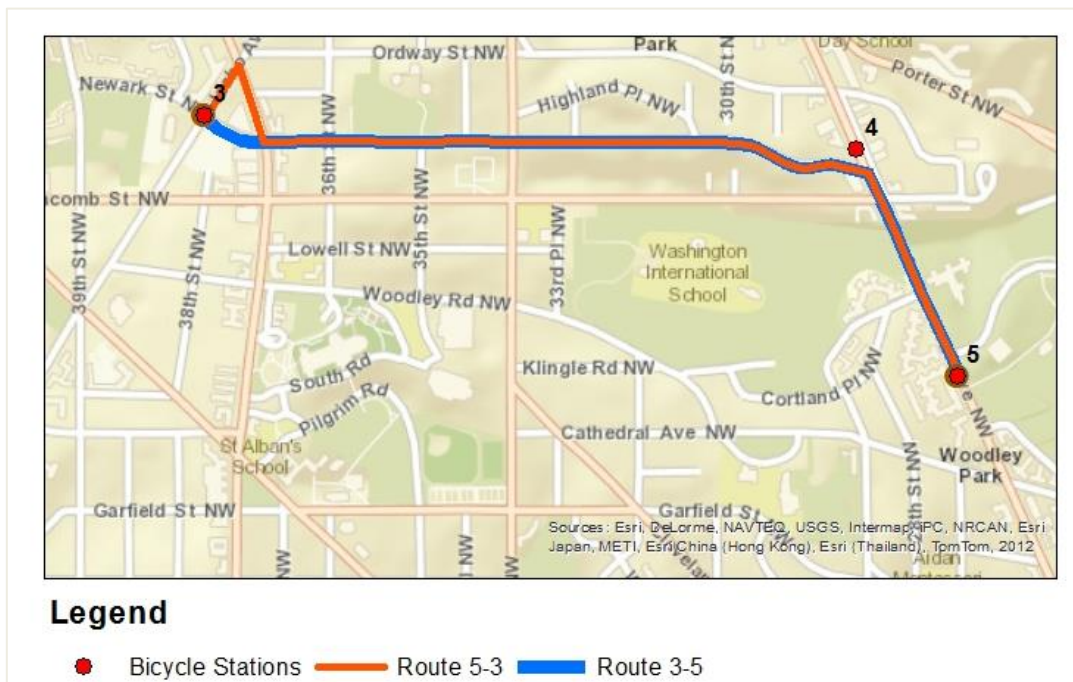 Ordway St NW
Park
Day School
Porter St NW
Newark St N
3
Highland Pl NW
30th St N
4
36th St NW
acomb St NW
39th St NW
38th St NW
Lowell St NW
35th St NW
33rd Pl NW
Washington
International
School
Woodley Rd NW
5
South Rd
Klingle Rd NW
Cortland Pl NW
Pilgrim Rd
e NW
St Alban's
School
Cathedral Ave NW
Woodley
Park
Garfield St NW
Garfield St NW
Sources: Esri, DeLorme, NAVTEQ, USGS, Intermap, iPC, NRCAN, Esri
Japan, METI, Esri China (Hong Kong), Esri (Thailand), TomTom, 2012
NW
NW
Aidan
Legend
Bicycle Stations
Route 5-3
Route 3-5